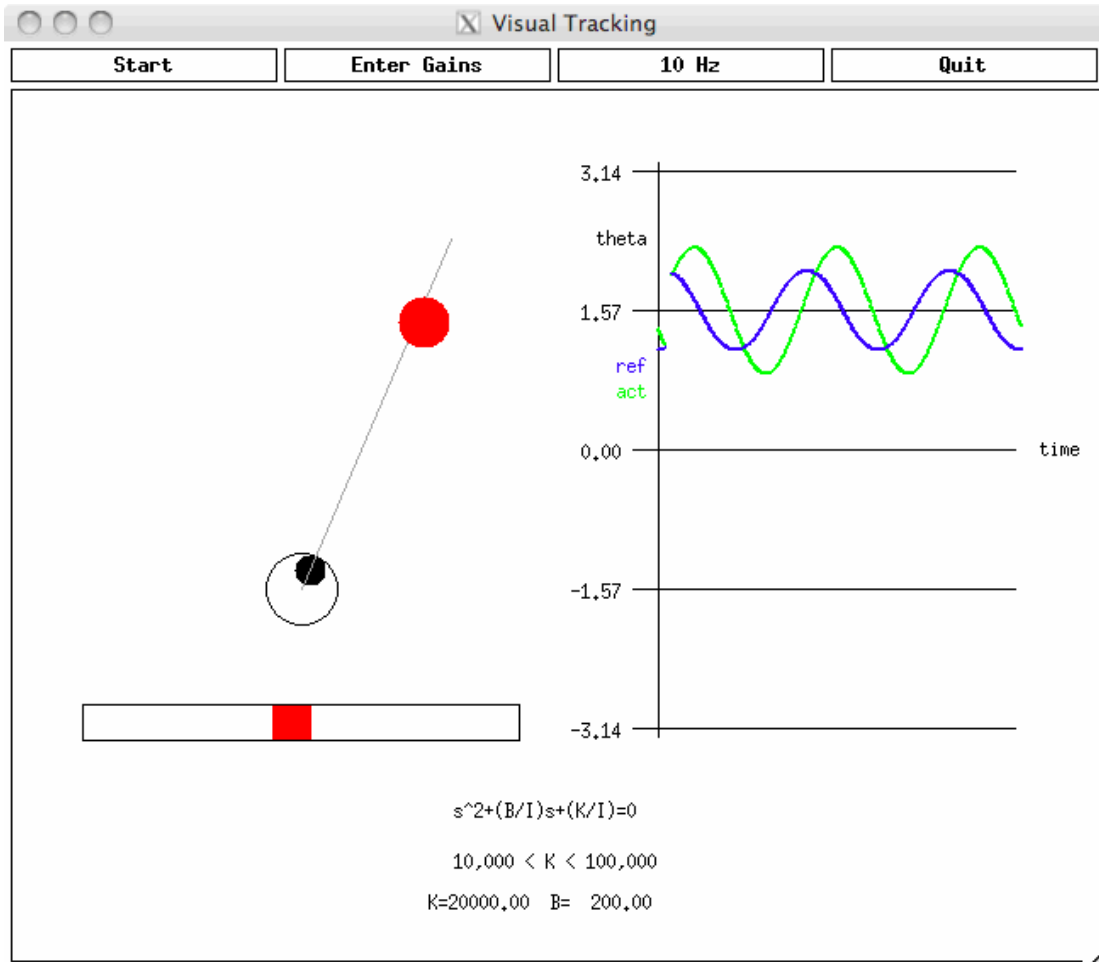 Visual Tracking
Start
Enter Gains
10 Hz
Quit
3.14
theta
1.57
ref
act
0.00
time
-1.57
-3.14
s^2+(B/I)s+(K/I)=0
10,000 < K < 100,000
K=20000.00 B= 200.00